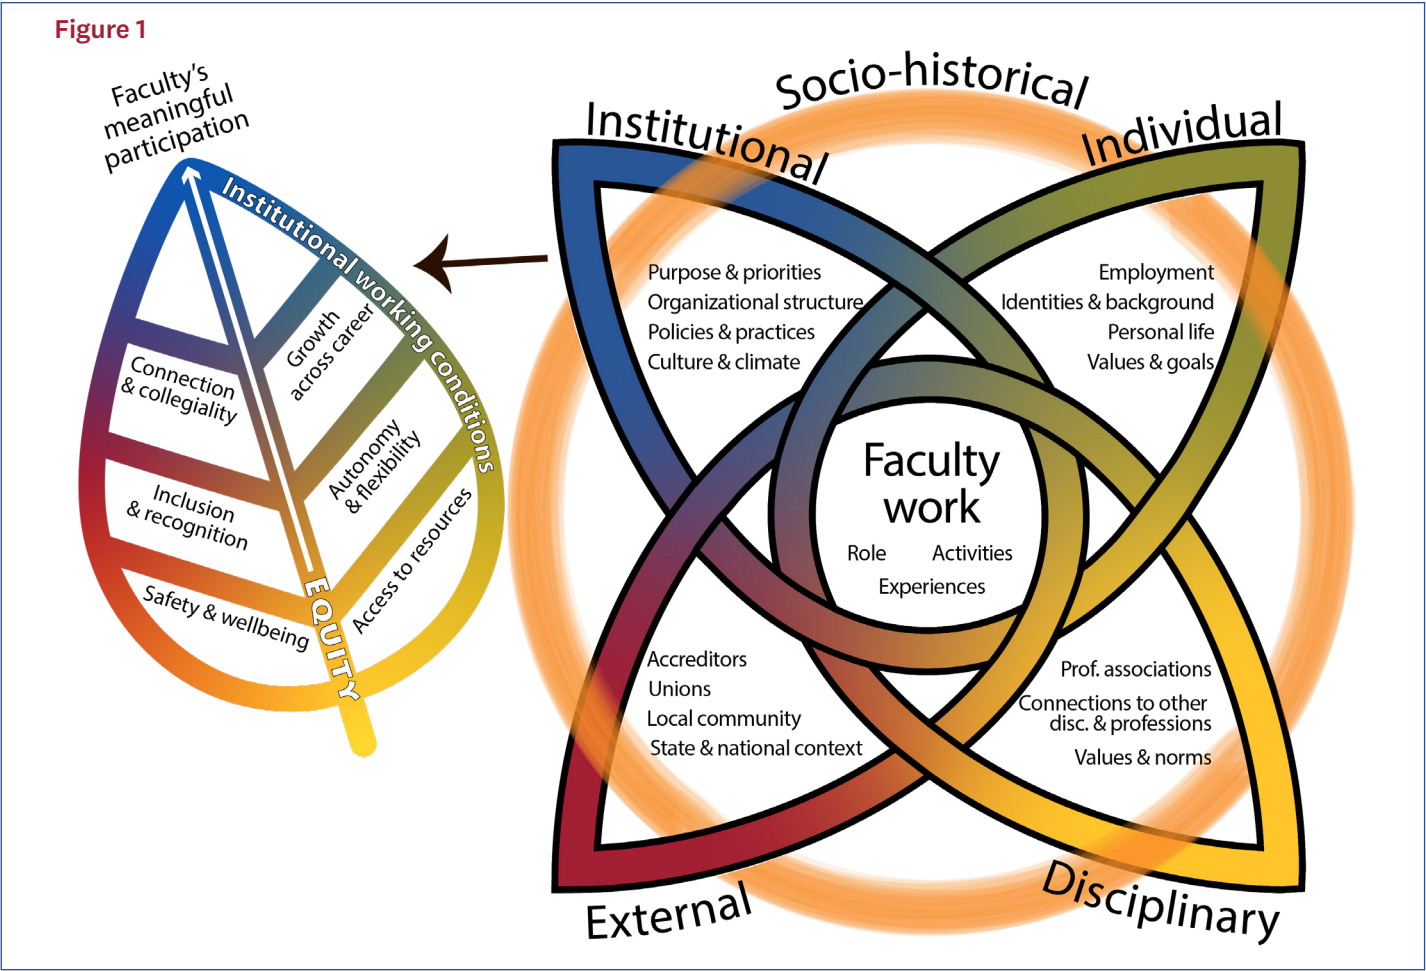 Figure 1
Faculty's
meaningful
participation
Institutional working conditions
Growth
across career
Connection
& collegiality
Autonomy
& flexibility
Inclusion
& recognition
Access to resources
Safety & wellbeing
EQUITY
Socio-historical
Institutional
Individual
Purpose & priorities
Organizational structure
Policies & practices
Culture & climate
Employment
Identities & background
Personal life
Values & goals
Faculty
work
Role Activities
Experiences
Accreditors
Unions
Local community
State & national context
Prof. associations
Connections to other
disc. & professions
Values & norms
External
Disciplinary